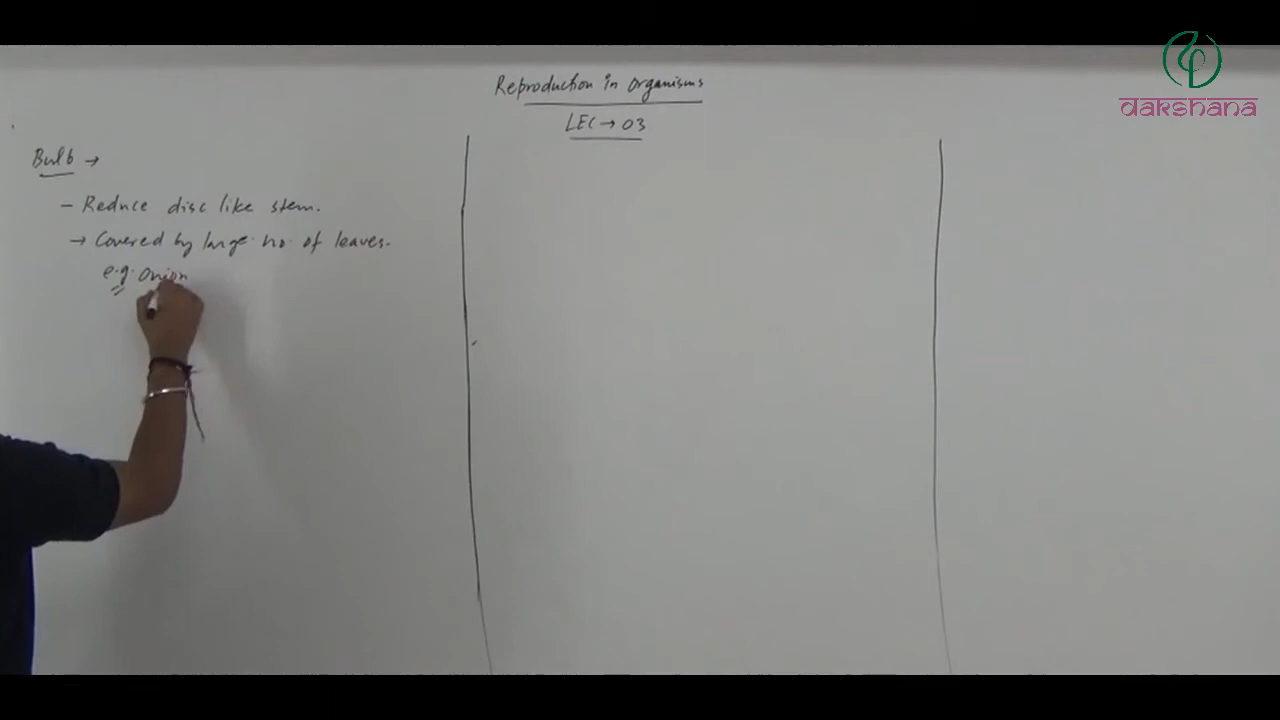 Reproduction in organisms
LEC → 03
dakshana
Bulb →
- Reduce disc like stem.
→ Covered by large no. of leaves.
e.g. onion